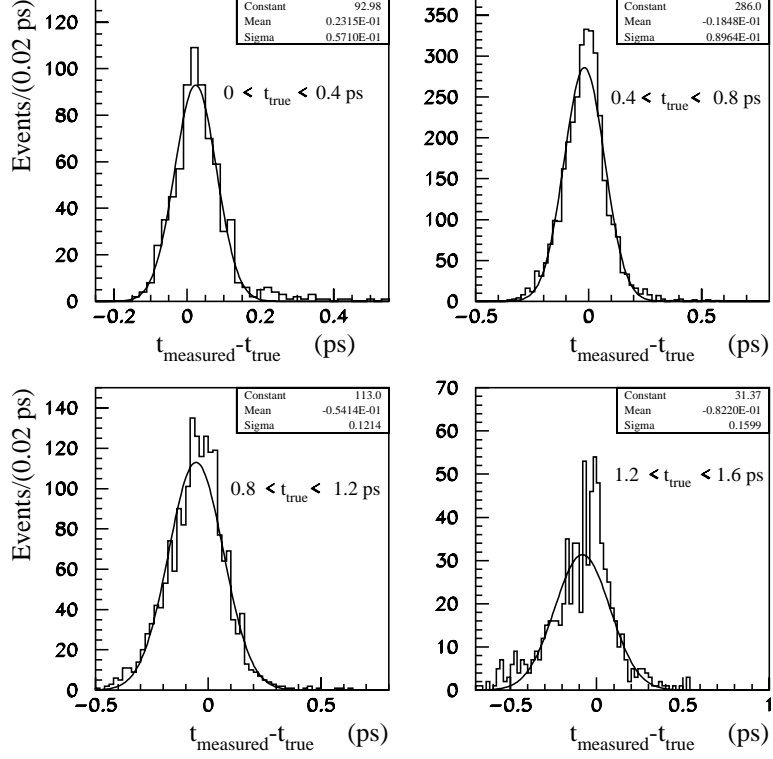 Constant 92.98
Mean 0.2315E-01
Sigma 0.5710E-01
0 < t_true < 0.4 ps
Events/(0.02 ps)
120
100
80
60
40
20
0
-0.2 0 0.2 0.4
t_measured-t_true (ps)
Constant 286.0
Mean -0.1848E-01
Sigma 0.8964E-01
0.4 < t_true < 0.8 ps
350
300
250
200
150
100
50
0
-0.5 0 0.5
t_measured-t_true (ps)
Constant 113.0
Mean -0.5414E-01
Sigma 0.1214
0.8 < t_true < 1.2 ps
Events/(0.02 ps)
140
120
100
80
60
40
20
0
-0.5 0 0.5
t_measured-t_true (ps)
Constant 31.37
Mean -0.8220E-01
Sigma 0.1599
1.2 < t_true < 1.6 ps
70
60
50
40
30
20
10
0
-0.5 0 0.5 1
t_measured-t_true (ps)